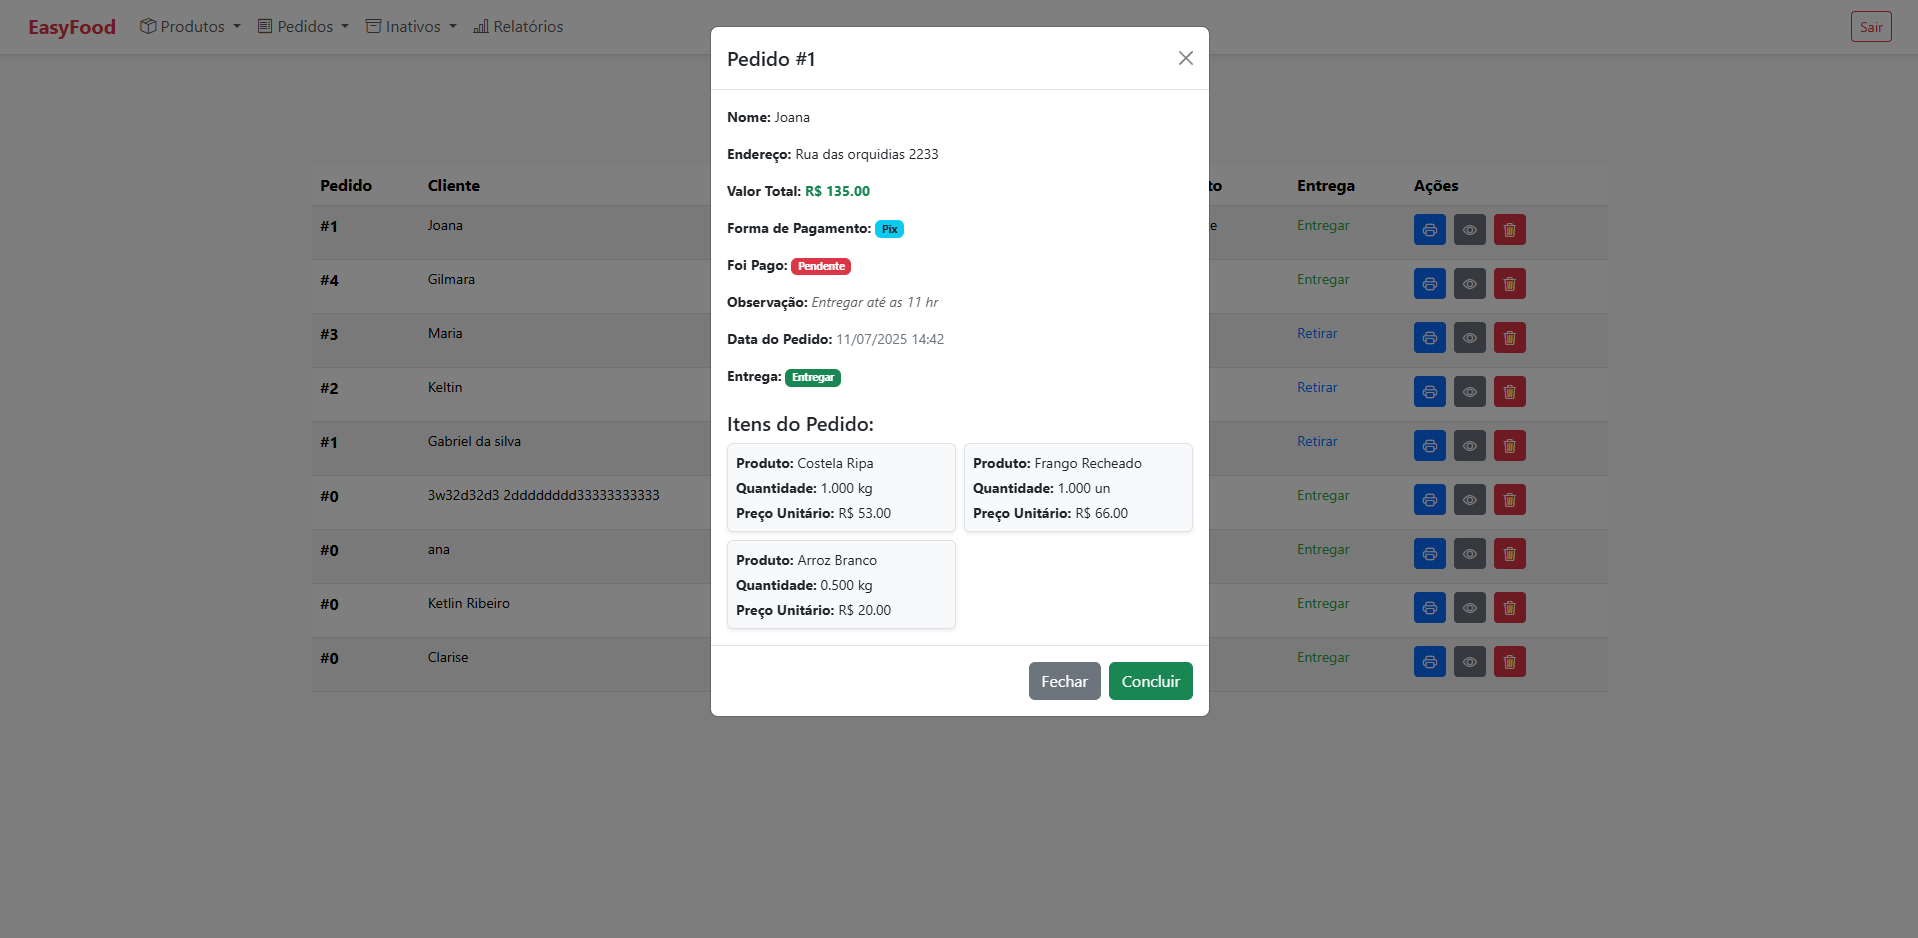 EasyFood Produtos Pedidos Inativos Relatórios Sair
Pedido #1
Nome: Joana
Endereço: Rua das orquidias 2233
Valor Total: R$ 135.00
Forma de Pagamento: Pix
Foi Pago: Pendente
Observação: Entregar até as 11 hr
Data do Pedido: 11/07/2025 14:42
Entrega: Entregar
Itens do Pedido:
Produto: Costela Ripa
Quantidade: 1.000 kg
Preço Unitário: R$ 53.00
Produto: Frango Recheado
Quantidade: 1.000 un
Preço Unitário: R$ 66.00
Produto: Arroz Branco
Quantidade: 0.500 kg
Preço Unitário: R$ 20.00
Fechar Concluir
Pedido Cliente to Entrega Ações
#1 Joana e Entregar
#4 Gilmara Entregar
#3 Maria Retirar
#2 Keltin Retirar
#1 Gabriel da silva Retirar
#0 3w32d32d3 2dddddddd33333333333 Entregar
#0 ana Entregar
#0 Ketlin Ribeiro Entregar
#0 Clarise Entregar